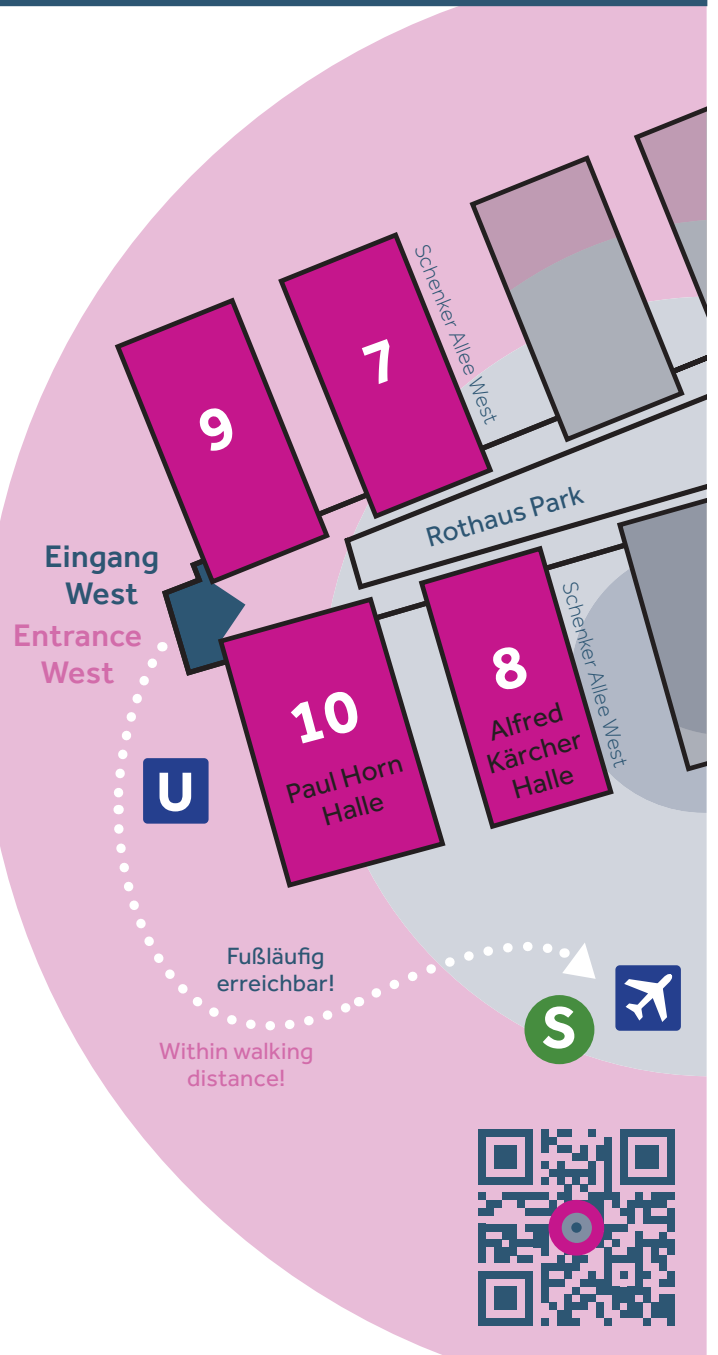 Schenker Allee West
7
9
Rothaus Park
Eingang
West
Entrance
West
8
Alfred
Kärcher
Halle
Schenker Allee West
10
Paul Horn
Halle
U
Fußläufig
erreichbar!
S
Within walking
distance!